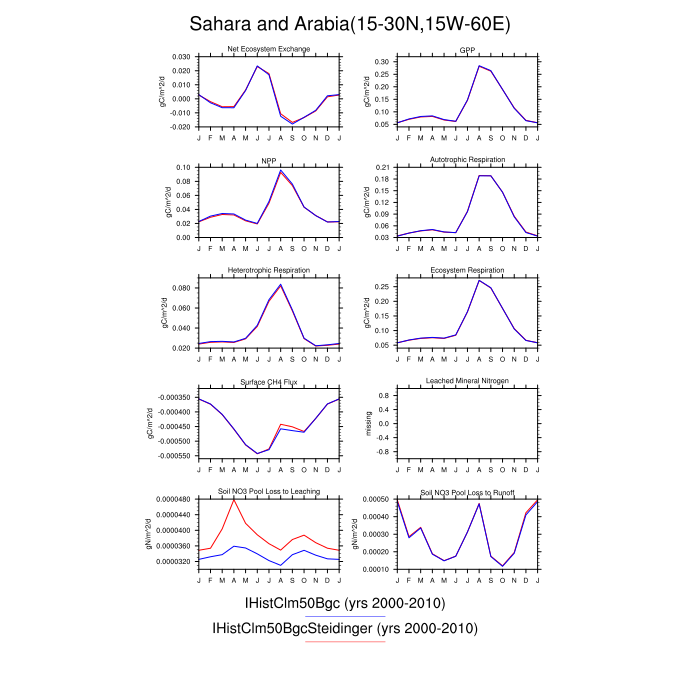 Sahara and Arabia(15-30N,15W-60E)
Net Ecosystem Exchange
gC/m^2/d
0.030
0.020
0.010
0.000
-0.010
-0.020
J F M A M J J A S O N D J
GPP
gC/m^2/d
0.30
0.25
0.20
0.15
0.10
0.05
J F M A M J J A S O N D J
NPP
gC/m^2/d
0.10
0.08
0.06
0.04
0.02
0.00
J F M A M J J A S O N D J
Autotrophic Respiration
gC/m^2/d
0.21
0.18
0.15
0.12
0.09
0.06
0.03
J F M A M J J A S O N D J
Heterotrophic Respiration
gC/m^2/d
0.080
0.060
0.040
0.020
J F M A M J J A S O N D J
Ecosystem Respiration
gC/m^2/d
0.25
0.20
0.15
0.10
0.05
J F M A M J J A S O N D J
Surface CH4 Flux
gC/m^2/d
-0.000350
-0.000400
-0.000450
-0.000500
-0.000550
J F M A M J J A S O N D J
Leached Mineral Nitrogen
missing
0.8
0.4
0.0
-0.4
-0.8
J F M A M J J A S O N D J
Soil NO3 Pool Loss to Leaching
gN/m^2/d
0.0000480
0.0000440
0.0000400
0.0000360
0.0000320
J F M A M J J A S O N D J
Soil NO3 Pool Loss to Runoff
gN/m^2/d
0.00050
0.00040
0.00030
0.00020
0.00010
J F M A M J J A S O N D J
IHistClm50Bgc (yrs 2000-2010)
IHistClm50BgcSteidinger (yrs 2000-2010)